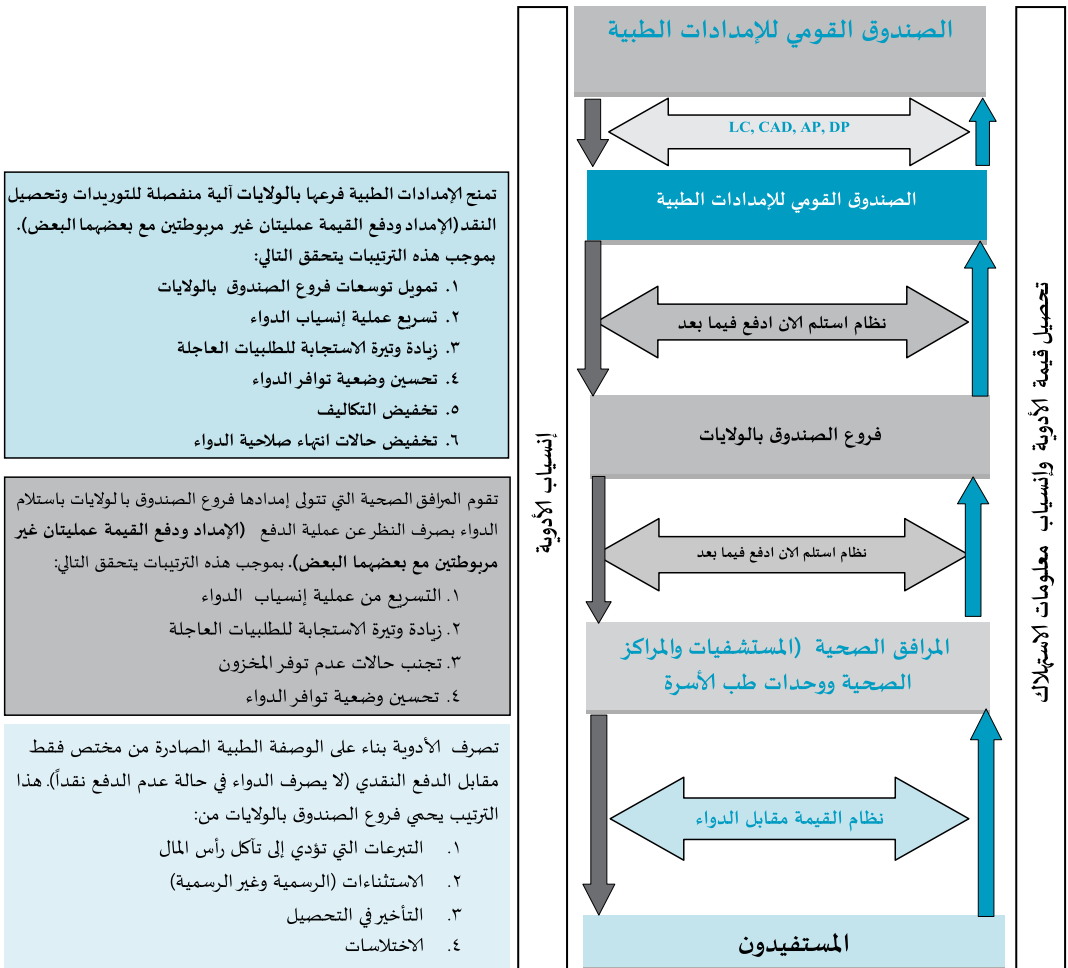 الصندوق القومي للإمدادات الطبية
LC, CAD, AP, DP
الصندوق القومي للإمدادات الطبية
نظام استلم الان ادفع فيما بعد
فروع الصندوق بالولايات
نظام استلم الان ادفع فيما بعد
المرافق الصحية (المستشفيات والمراكز
الصحية ووحدات طب الأسرة
نظام القيمة مقابل الدواء
المستفيدون
تحصيل قيمة الأدوية وإنسياب معلومات الاستهلاك
إنسياب الأدوية
تمنح الإمدادات الطبية فرعها بالولايات آلية منفصلة للتوريدات وتحصيل
النقد(الإمداد ودفع القيمة عمليتان غير مربوطتين مع بعضهما البعض).
بموجب هذه الترتيبات يتحقق التالي:
١. تمويل توسعات فروع الصندوق بالولايات
٢. تسريع عملية إنسياب الدواء
٣. زيادة وتيرة الاستجابة للطلبيات العاجلة
٤. تحسين وضعية توافر الدواء
٥. تخفيض التكاليف
٦. تخفيض حالات انتهاء صلاحية الدواء
تقوم المرافق الصحية التي تتولى إمدادها فروع الصندوق بالولايات باستلام
الدواء بصرف النظر عن عملية الدفع (الإمداد ودفع القيمة عمليتان غير
مربوطتين مع بعضهما البعض). بموجب هذه الترتيبات يتحقق التالي:
١. التسريع من عملية إنسياب الدواء
٢. زيادة وتيرة الاستجابة للطلبيات العاجلة
٣. تجنب حالات عدم توفر المخزون
٤. تحسين وضعية توافر الدواء
تصرف الأدوية بناء على الوصفة الطبية الصادرة من مختص فقط
مقابل الدفع النقدي (لا يصرف الدواء في حالة عدم الدفع نقداً). هذا
الترتيب يحمي فروع الصندوق بالولايات من:
١. التبرعات التي تؤدي إلى تآكل رأس المال
٢. الاستثناءات (الرسمية وغير الرسمية)
٣. التأخير في التحصيل
٤. الاختلاسات